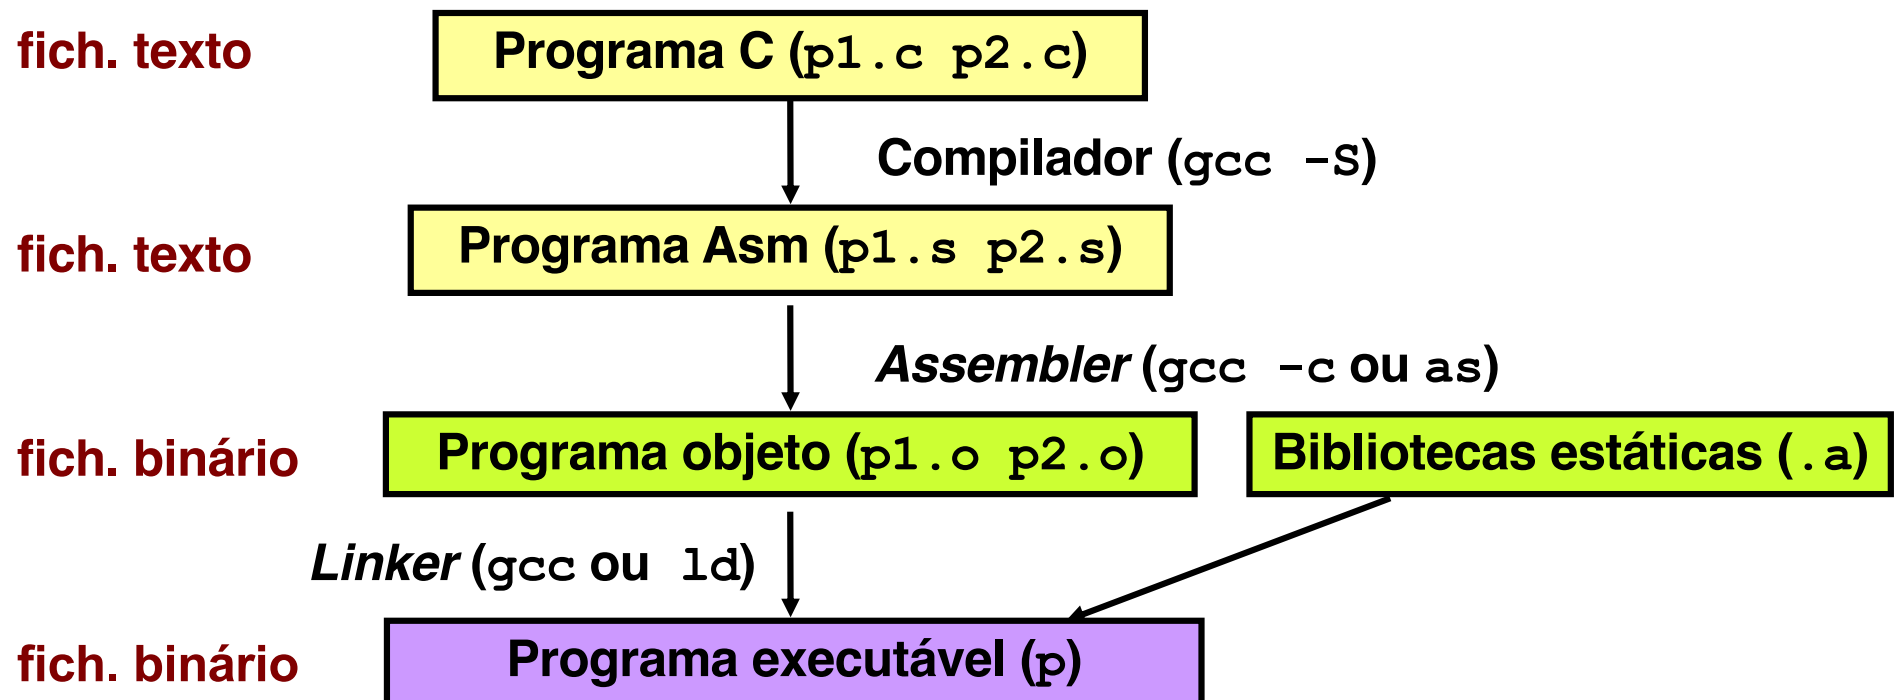 fich. texto Programa C (p1.c p2.c)
Compilador (gcc -S)
fich. texto Programa Asm (p1.s p2.s)
Assembler (gcc -c ou as)
fich. binário Programa objeto (p1.o p2.o) Bibliotecas estáticas (.a)
Linker (gcc ou ld)
fich. binário Programa executável (p)